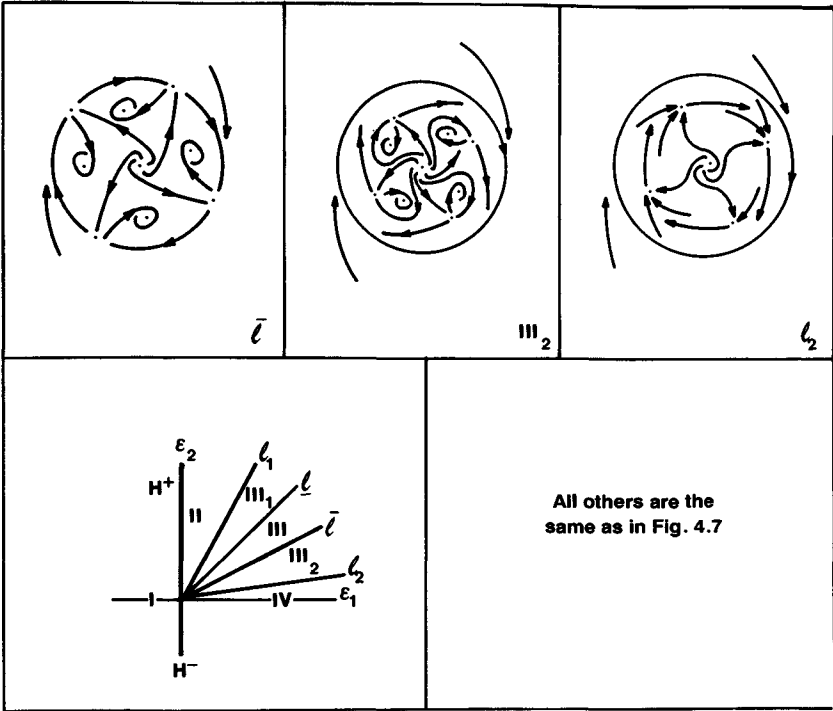 ℓ̄
III₂
ℓ₂
ε₂
H⁺
II
ℓ₁
III₁
ℓ̲
III
ℓ̄
III₂
ℓ₂
I
IV
ε₁
H⁻
All others are the
same as in Fig. 4.7